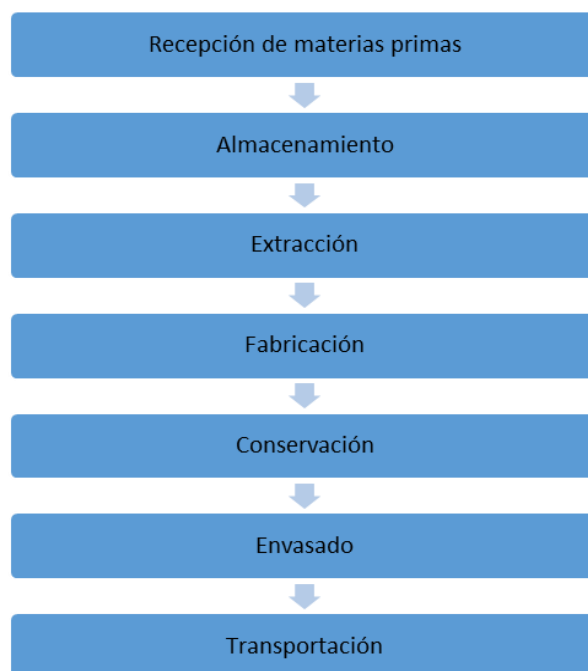 Recepción de materias primas
Almacenamiento
Extracción
Fabricación
Conservación
Envasado
Transportación